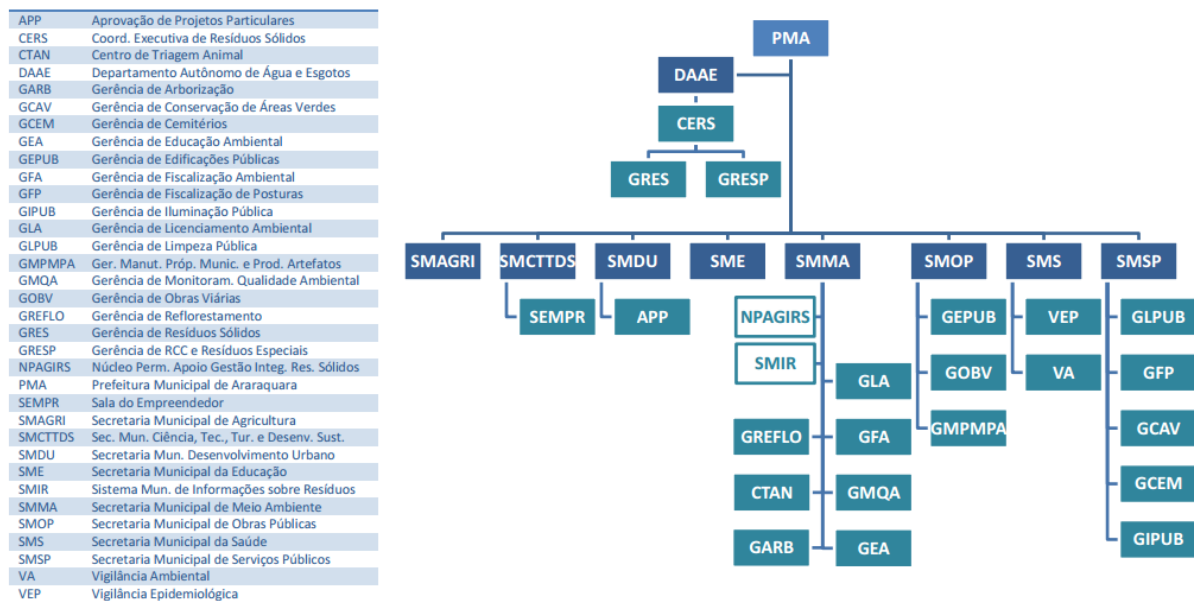 APP Aprovação de Projetos Particulares
CERS Coord. Executiva de Resíduos Sólidos
CTAN Centro de Triagem Animal
DAAE Departamento Autônomo de Água e Esgotos
GARB Gerência de Arborização
GCAV Gerência de Conservação de Áreas Verdes
GCEM Gerência de Cemitérios
GEA Gerência de Educação Ambiental
GEPUB Gerência de Edificações Públicas
GFA Gerência de Fiscalização Ambiental
GFP Gerência de Fiscalização de Posturas
GIPUB Gerência de Iluminação Pública
GLA Gerência de Licenciamento Ambiental
GLPUB Gerência de Limpeza Pública
GMPMPA Ger. Manut. Próp. Munic. e Prod. Artefatos
GMQA Gerência de Monitoram. Qualidade Ambiental
GOBV Gerência de Obras Viárias
GREFLO Gerência de Reflorestamento
GRES Gerência de Resíduos Sólidos
GRESP Gerência de RCC e Resíduos Especiais
NPAGIRS Núcleo Perm. Apoio Gestão Integ. Res. Sólidos
PMA Prefeitura Municipal de Araraquara
SEMPR Sala do Empreendedor
SMAGRI Secretaria Municipal de Agricultura
SMCTTDS Sec. Mun. Ciência, Tec., Tur. e Desenv. Sust.
SMDU Secretaria Mun. Desenvolvimento Urbano
SME Secretaria Municipal da Educação
SMIR Sistema Mun. de Informações sobre Resíduos
SMMA Secretaria Municipal de Meio Ambiente
SMOP Secretaria Municipal de Obras Públicas
SMS Secretaria Municipal da Saúde
SMSP Secretaria Municipal de Serviços Públicos
VA Vigilância Ambiental
VEP Vigilância Epidemiológica
PMA
DAAE
CERS
GRES GRESP
SMAGRI SMCTTDS SMDU SME SMMA SMOP SMS SMSP
SEMPR APP NPAGIRS GEPUB VEP GLPUB
SMIR GLA GOBV VA GFP
GREFLO GFA GMPMPA GCAV
CTAN GMQA GCEM
GARB GEA GIPUB